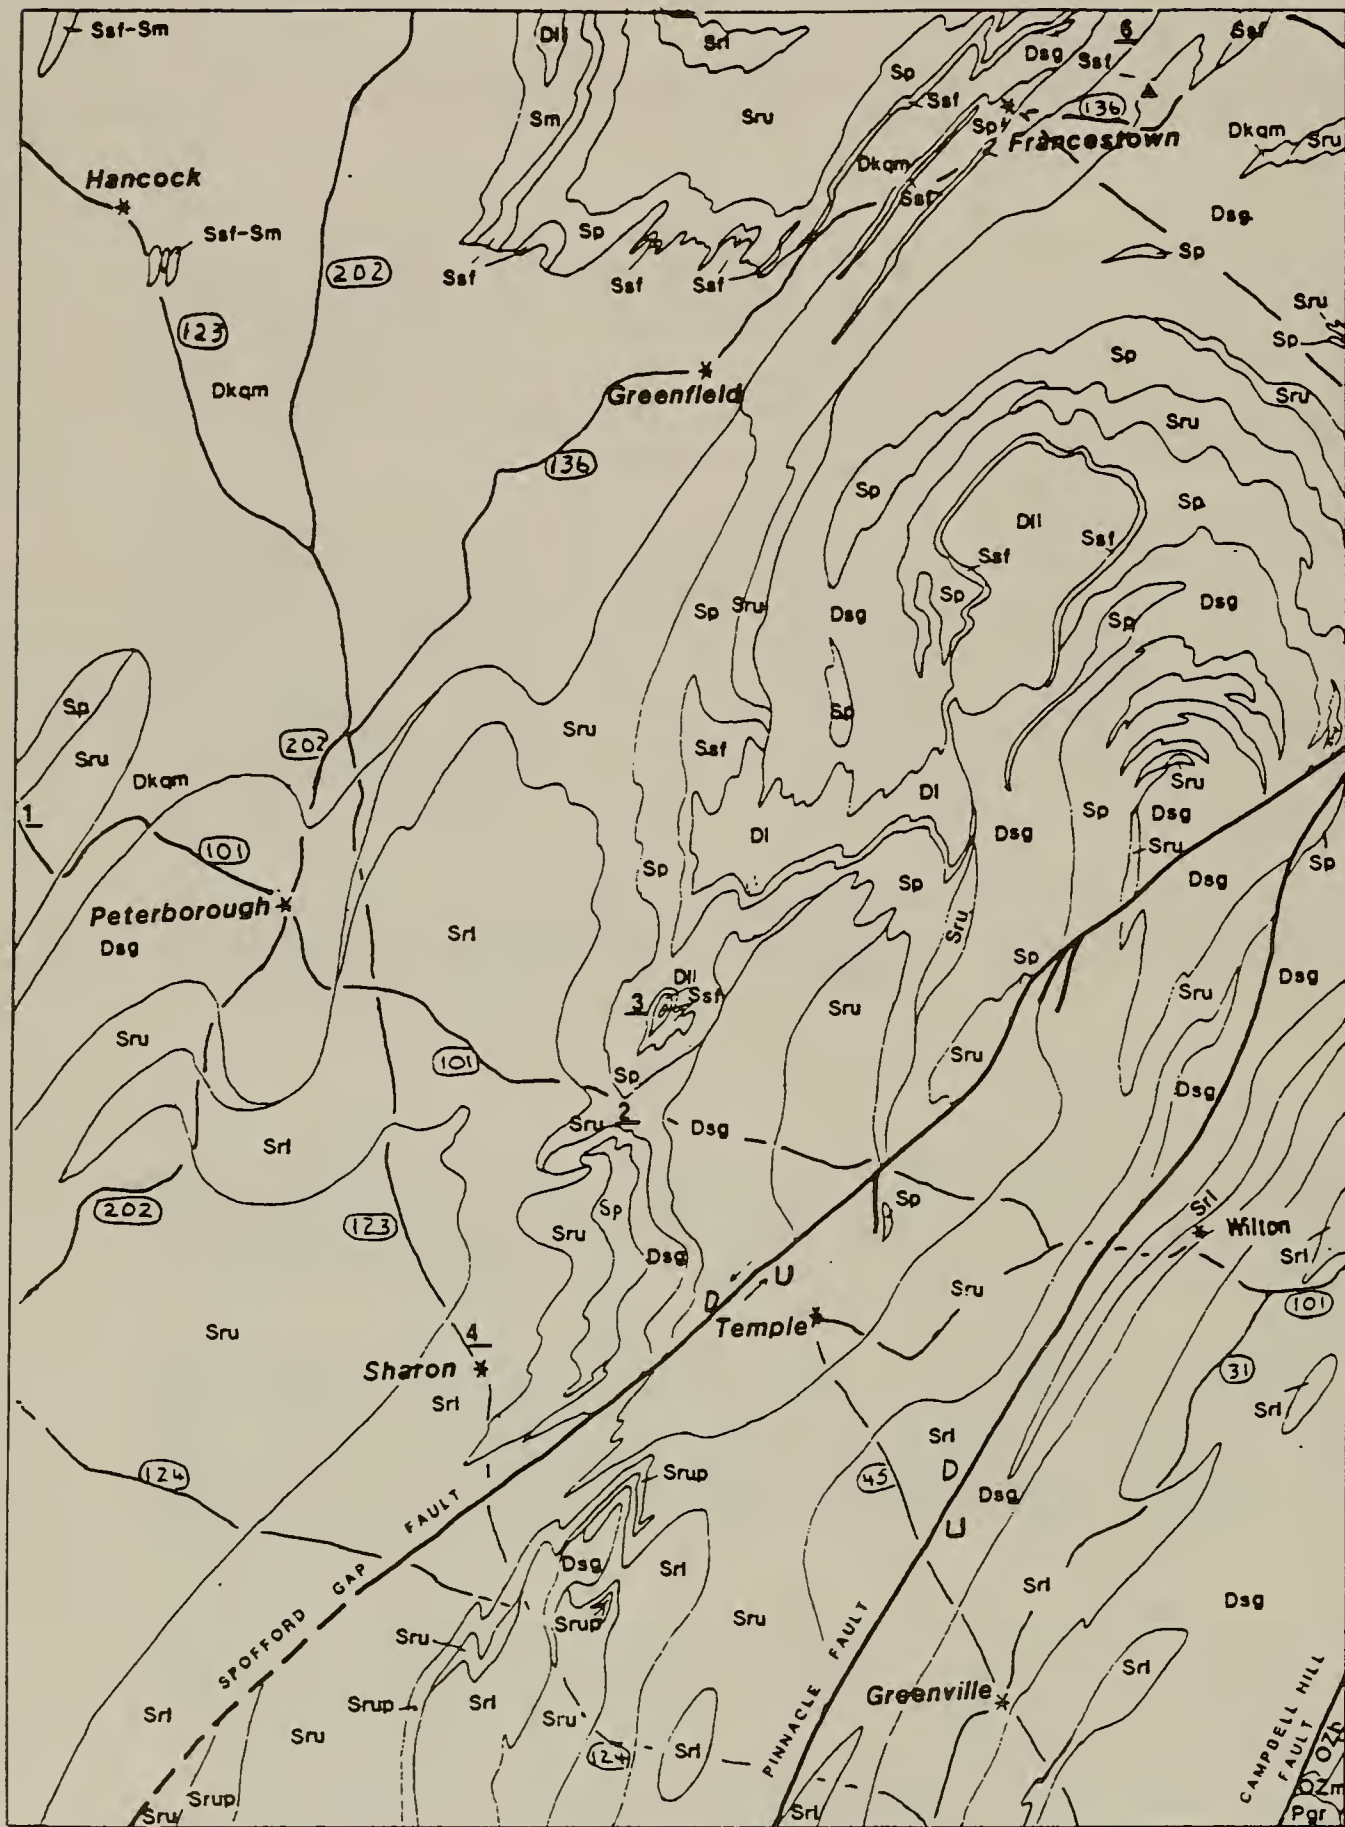 Ssf-Sm
Dll
Srl
Ssf
6
Dsg
Ssf
Sp
Ssf
136
Sm
Sru
Sp
Francestown
Dkqm
Sru
Dkqm
Hancock
Ssf
Dsg
Ssf-Sm
Sp
Sp
202
Ssf
Ssf
Ssf
Sru
123
Sp
Sp
Dkqm
Greenfield
Sru
Sru
136
Sp
Sp
Dll
Ssf
Ssf
Sp
Sru
Dsg
Sp
Dsg
Sp
Sp
Sp
Sru
Ssf
Sru
202
Dkqm
Sru
1
Dl
Sp
Dsg
Dl
Dsg
Sru
101
Sp
Sp
Dsg
Sp
Peterborough
Dsg
Srl
Sru
Sp
Dsg
Dll
Ssf
3
Sru
Sru
Sru
101
Sru
Sp
Dsg
2
Sru
Dsg
Srl
202
Sp
Sp
Srl
Wilton
123
Sru
Dsg
Srl
U
Sru
101
D
Temple
Sru
4
Sharon
31
Srl
Srl
Srl
124
Srup
45
D
Dsg
SPOFFORD GAP FAULT
U
Dsg
Srl
Srl
Dsg
Srup
Sru
Sru
PINNACLE FAULT
Srl
Greenville
Srup
Srl
Srl
Sru
Sru
124
Srl
CAMPBELL HILL FAULT
OZb
OZm
Srup
Sru
Srl
Pgr